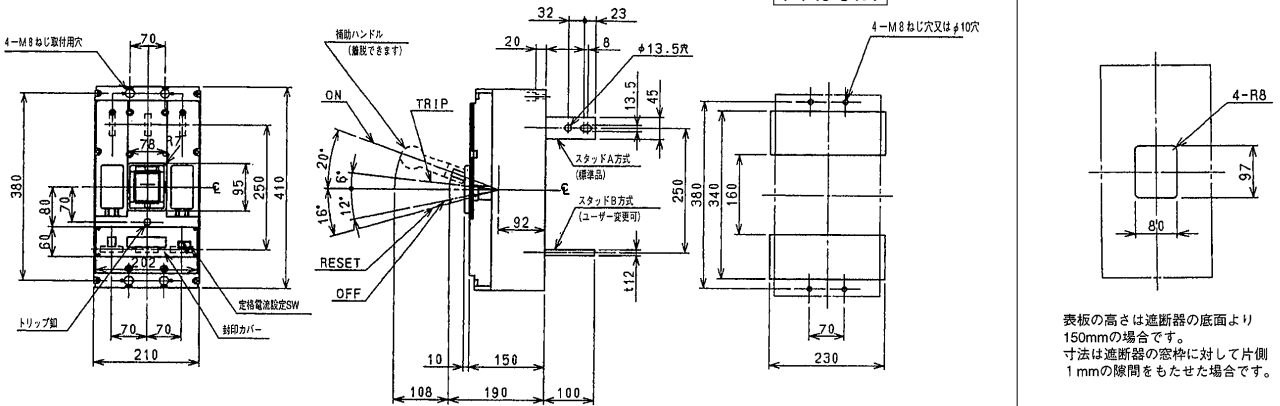 4-M8ねじ取付用穴
70
78
R7
380
80
70
60
95
250
410
202
トリップ釦
70
70
210
定格電流設定SW
封印カバー
補助ハンドル
(離脱できます)
ON
TRIP
20°
6°
16°
12°
RESET
OFF
10
150
108
190
100
92
32
23
20
8
φ13.5穴
13.5
45
スタッドA方式
(標準品)
スタッドB方式
(ユーザー変更可)
250
t12
℄
℄
4-M8ねじ穴又はφ10穴
380
340
160
70
230
4-R8
97
80
表板の高さは遮断器の底面より
150mmの場合です。
寸法は遮断器の窓枠に対して片側
1mmの隙間をもたせた場合です。